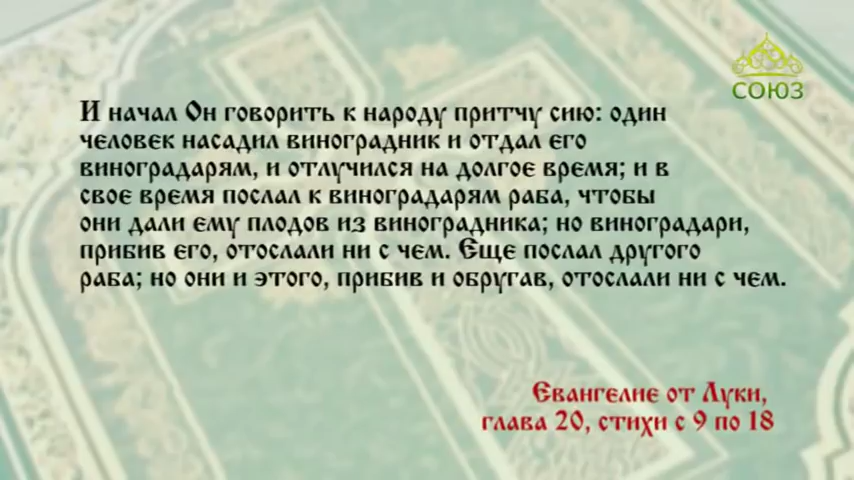 СОЮЗ
И начал Он говорить к народу притчу сию: один
человек насадил виноградник и отдал его
виноградарям, и отлучился на долгое время; и в
свое время послал к виноградарям раба, чтобы
они дали ему плодов из виноградника; но виноградари,
прибив его, отослали ни с чем. Еще послал другого
раба; но они и этого, прибив и обругав, отослали ни с чем.
Евангелие от Луки,
глава 20, стихи с 9 по 18